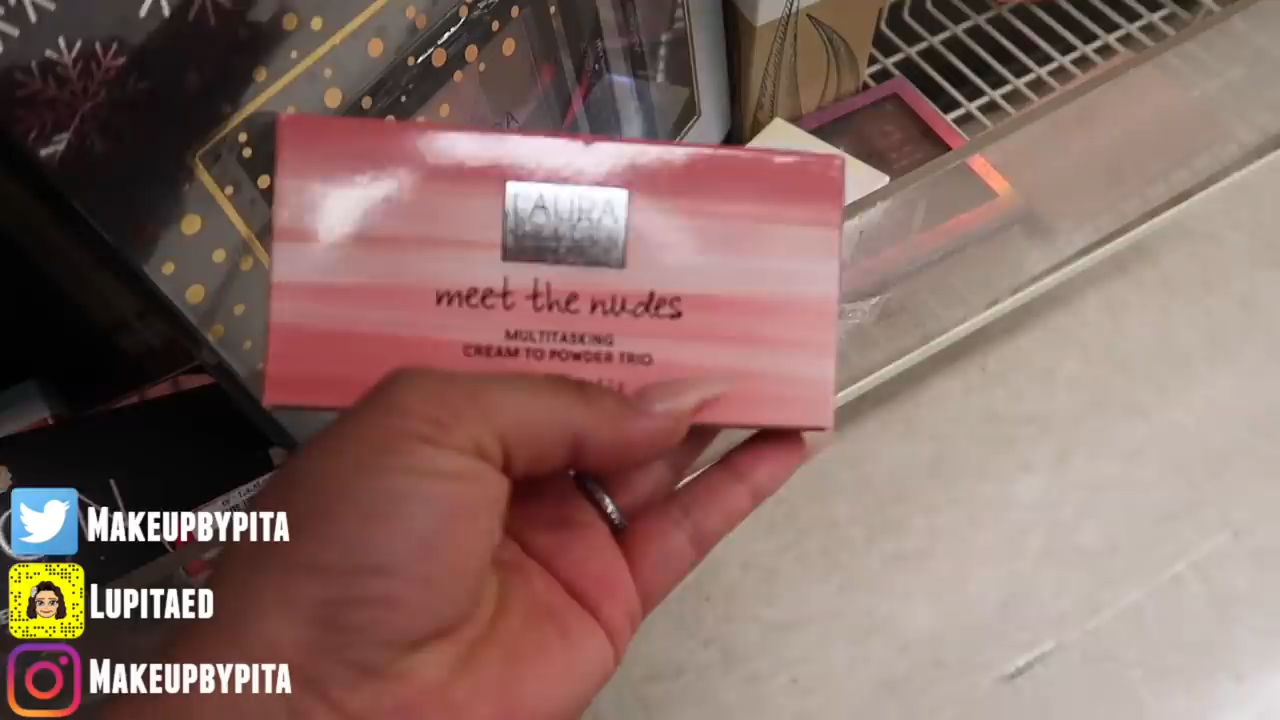 LAURA
meet the nudes
MULTITASKING
CREAM TO POWDER TRIO
MAKEUPBYPITA
LUPITAED
MAKEUPBYPITA